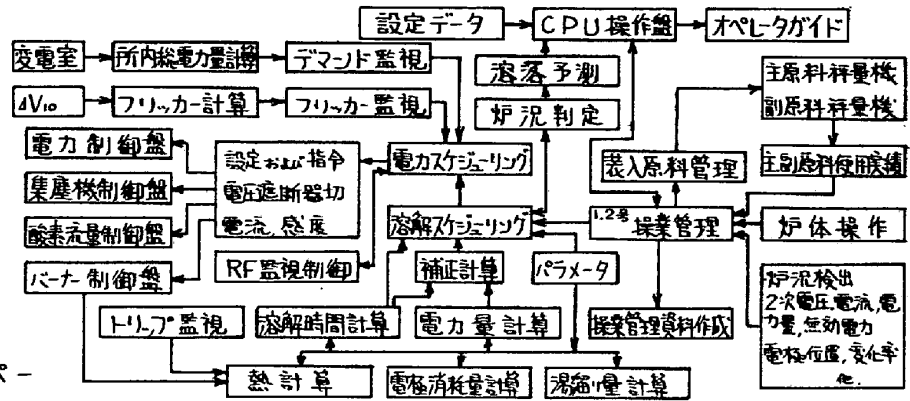 設定データ
CPU操作盤
オペレータガイド
変電室
所内総電力量計算
デマンド監視
溶落予測
主原料秤量機
副原料秤量機
ΔV10
フリッカー計算
フリッカー監視
炉況判定
電力制御盤
設定および指令
電圧遮断器切
電流,感度
電力スケジューリング
装入原料管理
主副原料使用実績
集塵機制御盤
酸素流量制御盤
溶解スケジューリング
1.2号
操業管理
炉体操作
バーナー制御盤
RF監視制御
補正計算
パラメータ
炉況検出
2次電圧,電流,電
力量,無効電力
電極位置,変化率
他.
トリップ監視
溶解時間計算
電力量計算
操業管理資料作成
熱計算
電極消耗量計算
湯溜り量計算